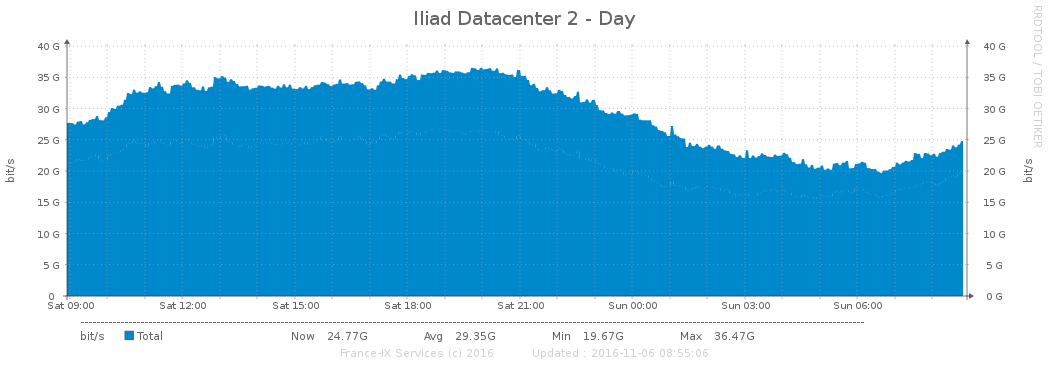 Iliad Datacenter 2 - Day
RRDTOOL / TOBI OETIKER
40 G 40 G
35 G 35 G
30 G 30 G
25 G 25 G
20 G 20 G
15 G 15 G
10 G 10 G
5 G 5 G
0 0 G
bit/s bit/s
Sat 09:00 Sat 12:00 Sat 15:00 Sat 18:00 Sat 21:00 Sun 00:00 Sun 03:00 Sun 06:00
bit/s Total Now 24.77G Avg 29.35G Min 19.67G Max 36.47G
France-IX Services (c) 2016 Updated : 2016-11-06 08:55:06